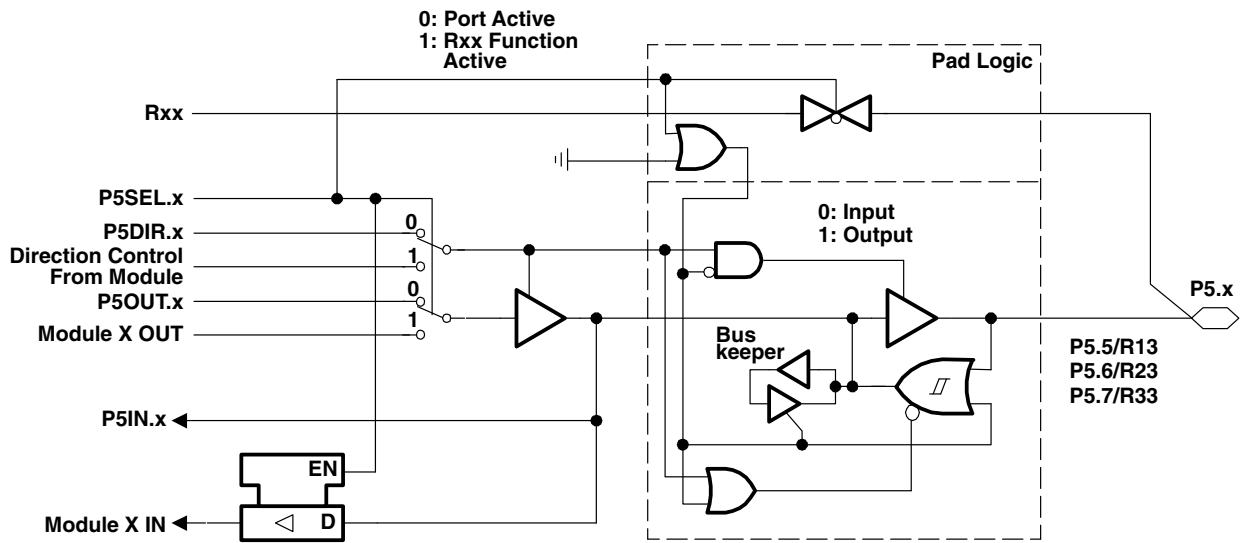 0: Port Active
1: Rxx Function
Active
Pad Logic
Rxx
P5SEL.x
0: Input
1: Output
P5DIR.x
0
Direction Control
From Module
1
P5OUT.x
0
Module X OUT
1
P5.x
Bus
keeper
P5.5/R13
P5.6/R23
P5.7/R33
P5IN.x
EN
Module X IN
D